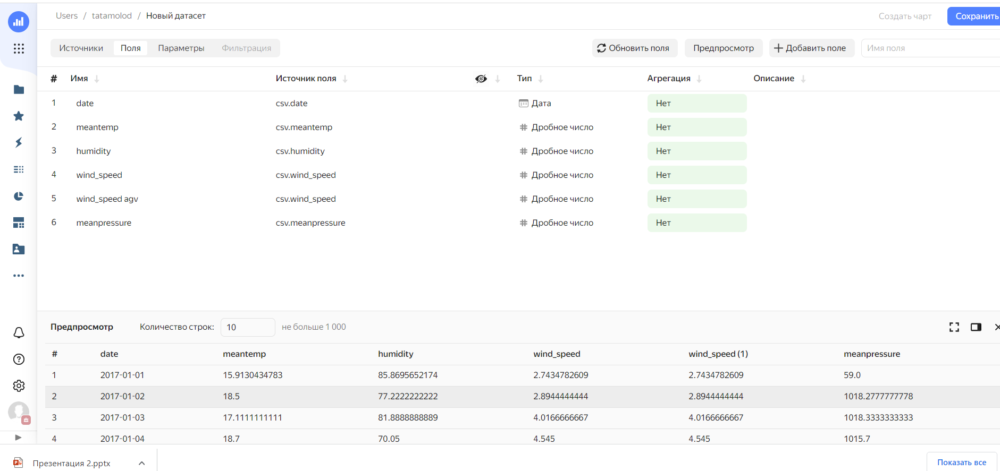 Users / tatamolod / Новый датасет
Создать чарт
Сохранить
Источники Поля Параметры Фильтрация
Обновить поля Предпросмотр Добавить поле Имя поля
# Имя Источник поля Тип Агрегация Описание
1 date csv.date Дата Нет
2 meantemp csv.meantemp Дробное число Нет
3 humidity csv.humidity Дробное число Нет
4 wind_speed csv.wind_speed Дробное число Нет
5 wind_speed agv csv.wind_speed Дробное число Нет
6 meanpressure csv.meanpressure Дробное число Нет
Предпросмотр Количество строк: 10 не больше 1 000
# date meantemp humidity wind_speed wind_speed (1) meanpressure
1 2017-01-01 15.9130434783 85.8695652174 2.7434782609 2.7434782609 59.0
2 2017-01-02 18.5 77.2222222222 2.8944444444 2.8944444444 1018.2777777778
3 2017-01-03 17.1111111111 81.8888888889 4.0166666667 4.0166666667 1018.3333333333
4 2017-01-04 18.7 70.05 4.545 4.545 1015.7
Презентация 2.pptx
Показать все